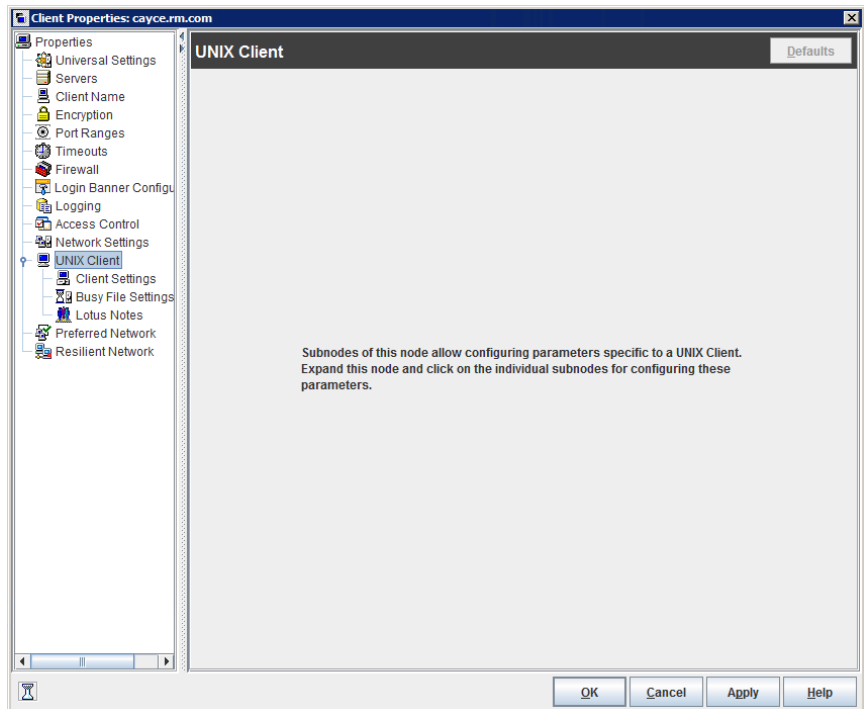 Client Properties: cayce.rm.com
Properties
Universal Settings
Servers
Client Name
Encryption
Port Ranges
Timeouts
Firewall
Login Banner Configu
Logging
Access Control
Network Settings
UNIX Client
Client Settings
Busy File Settings
Lotus Notes
Preferred Network
Resilient Network
UNIX Client
Defaults
Subnodes of this node allow configuring parameters specific to a UNIX Client.
Expand this node and click on the individual subnodes for configuring these
parameters.
OK
Cancel
Apply
Help